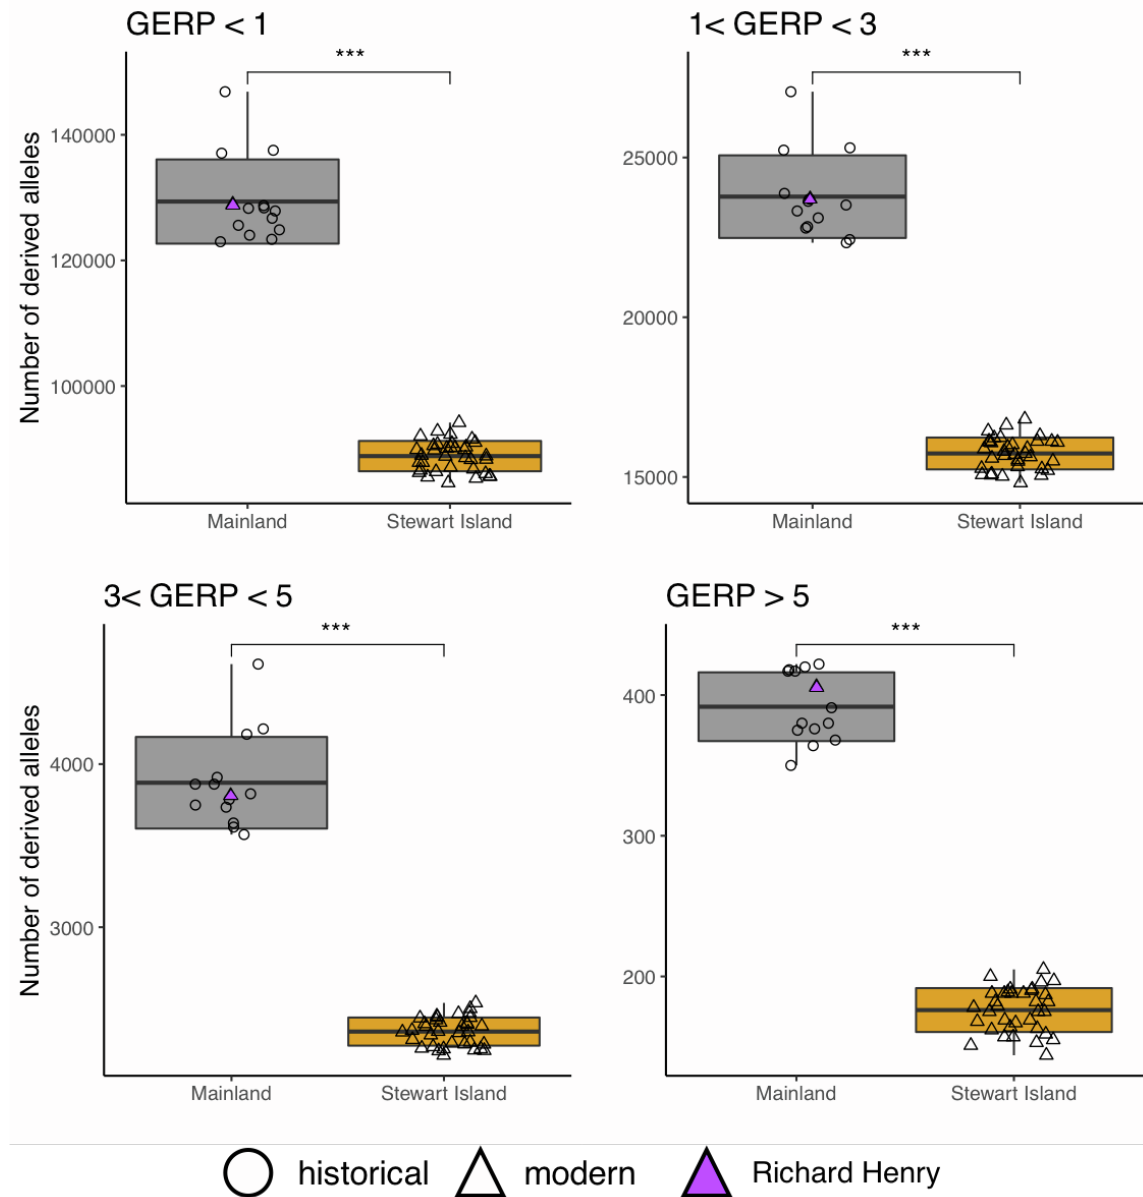 GERP < 1
1< GERP < 3
***
***
Number of derived alleles
140000
120000
100000
25000
20000
15000
Mainland
Stewart Island
Mainland
Stewart Island
3< GERP < 5
GERP > 5
***
***
Number of derived alleles
4000
3000
400
300
200
Mainland
Stewart Island
Mainland
Stewart Island
historical
modern
Richard Henry